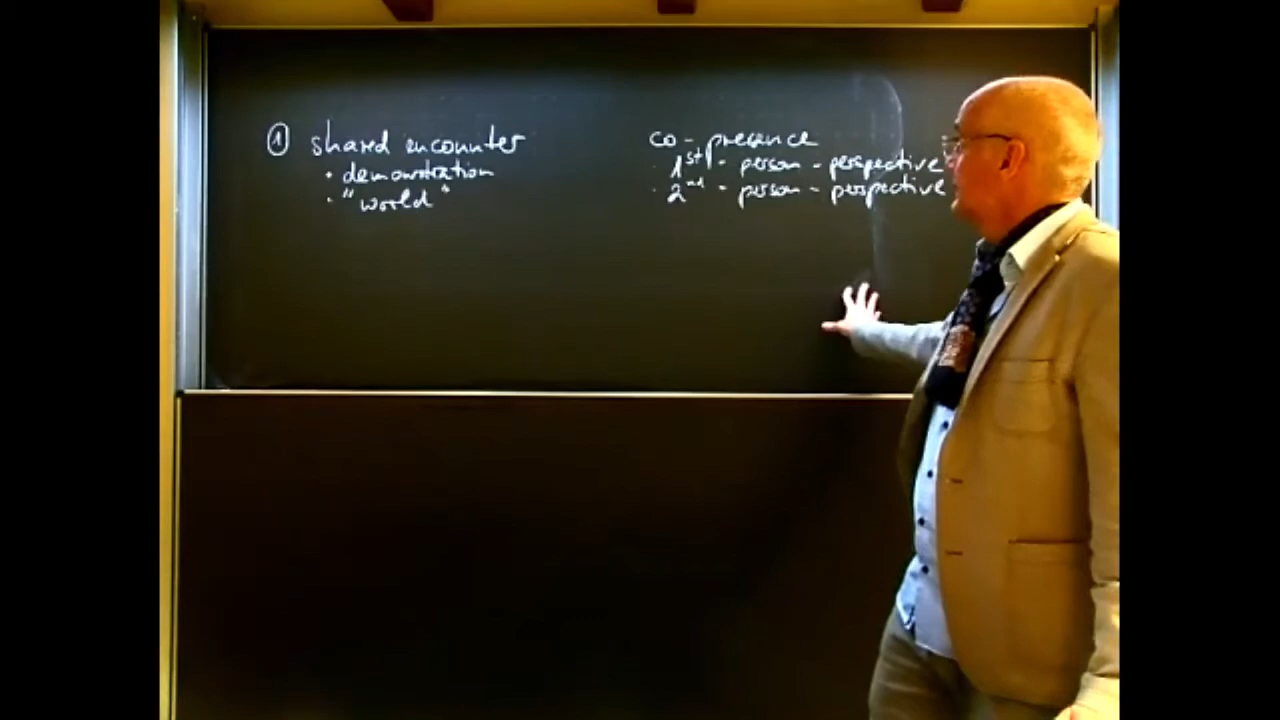 ① shared encounter
• demonstration
• "world"
co-presence
· 1st - person - perspective
· 2nd - person - perspective